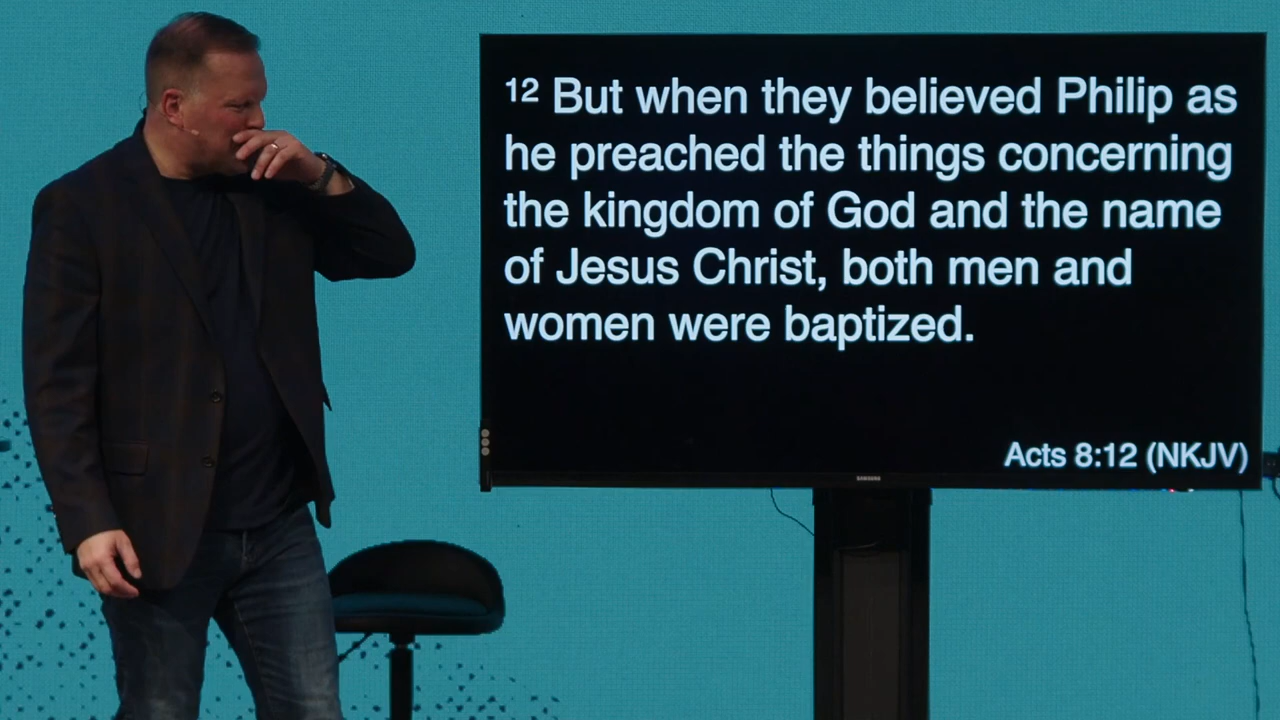 12 But when they believed Philip as
he preached the things concerning
the kingdom of God and the name
of Jesus Christ, both men and
women were baptized.
Acts 8:12 (NKJV)
SAMSUNG